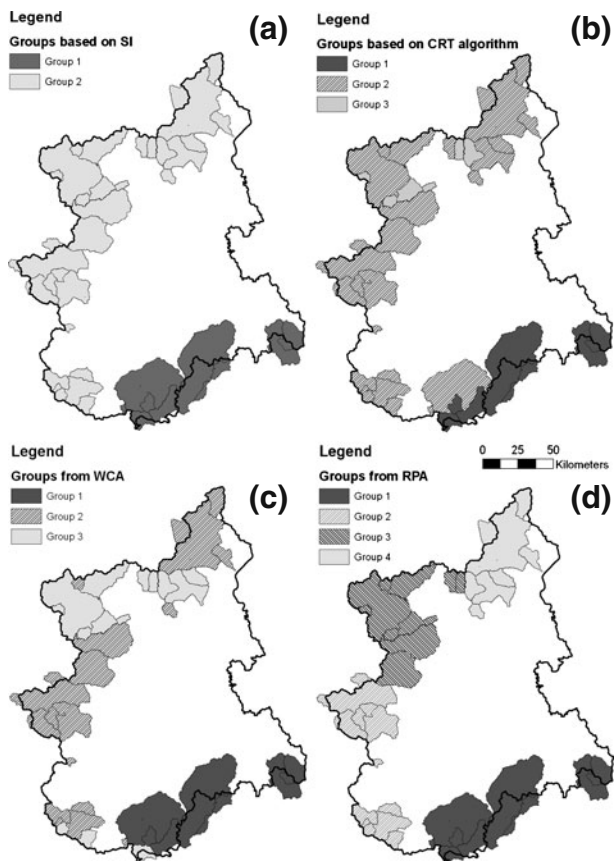 Legend
(a)
Groups based on SI
Group 1
Group 2
Legend
(b)
Groups based on CRT algorithm
Group 1
Group 2
Group 3
Legend
(c)
Groups from WCA
Group 1
Group 2
Group 3
0 25 50
Kilometers
Legend
(d)
Groups from RPA
Group 1
Group 2
Group 3
Group 4